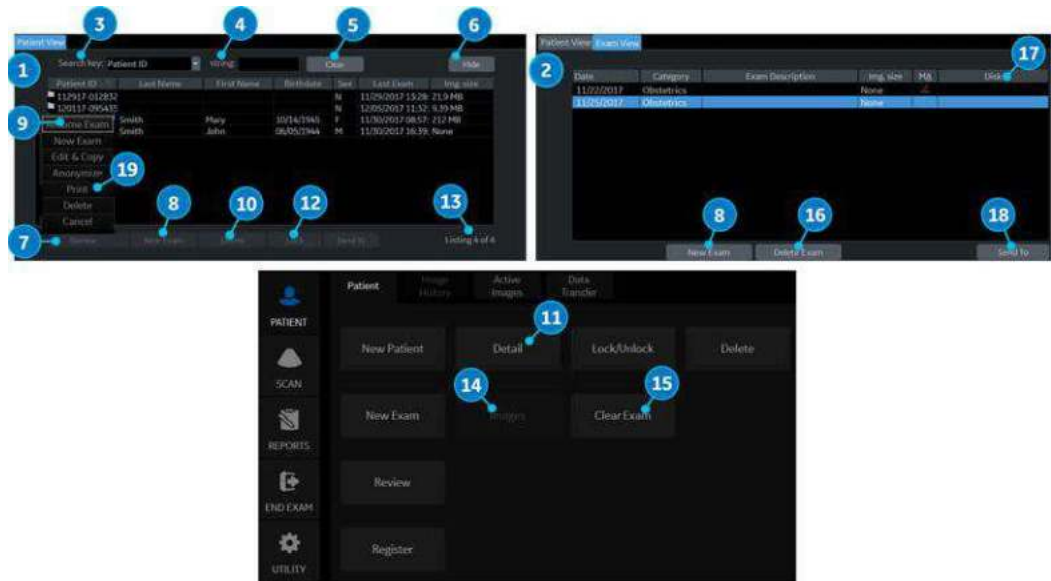 3
4
5
6
Patient View
Search key: Patient ID
string:
Clear
Hide
1
Patient ID
Last Name
First Name
Birthdate
Sex
Last Exam
Img. size
112917-012832
N
11/29/2017 13:28:
21.9 MB
120117-095435
N
12/05/2017 11:32:
9.39 MB
9
Resume Exam
Smith
Mary
10/14/1945
F
11/30/2017 08:57:
212 MB
Smith
John
06/05/1944
M
11/30/2017 16:39:
None
New Exam
Edit & Copy
Anonymize
19
Print
Delete
Cancel
8
10
12
13
7
Review
New Exam
Delete
Lock
Send To
Listing 4 of 4
Patient View
Exam View
17
2
Date
Category
Exam Description
Img. size
MA
Disk
11/22/2017
Obstetrics
None
11/25/2017
Obstetrics
None
8
16
18
New Exam
Delete Exam
Send To
PATIENT
SCAN
REPORTS
END EXAM
UTILITY
Patient
Image
History
Active
Images
Data
Transfer
11
New Patient
Detail
Lock/Unlock
Delete
14
15
New Exam
Images
Clear Exam
Review
Register